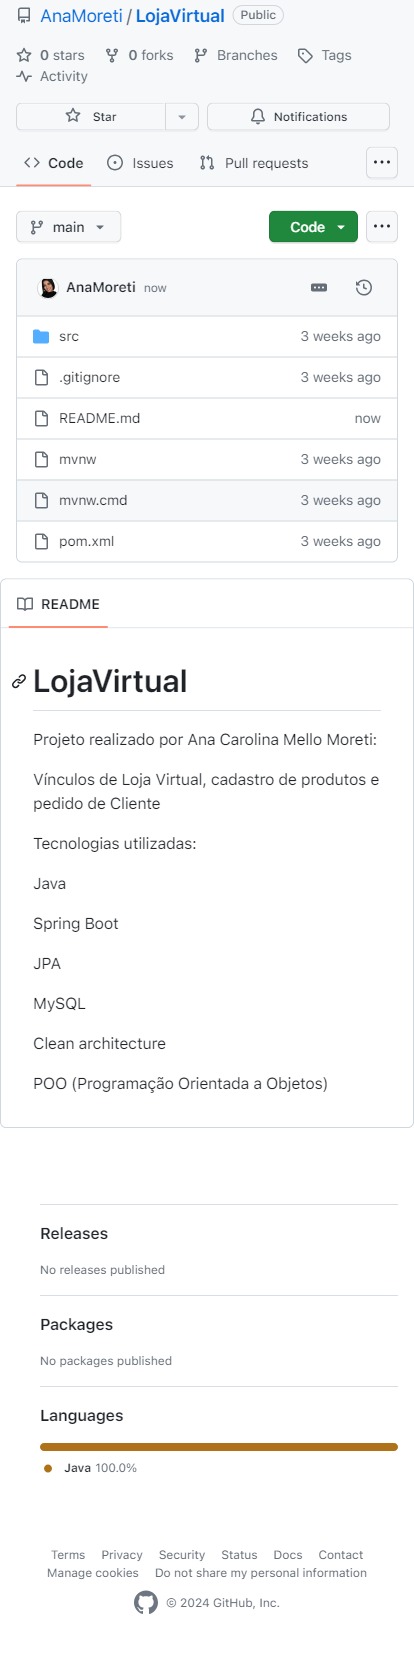 AnaMoreti / LojaVirtual Public
0 stars 0 forks Branches Tags
Activity
Star Notifications
Code Issues Pull requests
main Code
AnaMoreti now
src 3 weeks ago
.gitignore 3 weeks ago
README.md now
mvnw 3 weeks ago
mvnw.cmd 3 weeks ago
pom.xml 3 weeks ago
README
LojaVirtual
Projeto realizado por Ana Carolina Mello Moreti:
Vínculos de Loja Virtual, cadastro de produtos e
pedido de Cliente
Tecnologias utilizadas:
Java
Spring Boot
JPA
MySQL
Clean architecture
POO (Programação Orientada a Objetos)
Releases
No releases published
Packages
No packages published
Languages
Java 100.0%
Terms Privacy Security Status Docs Contact
Manage cookies Do not share my personal information
© 2024 GitHub, Inc.